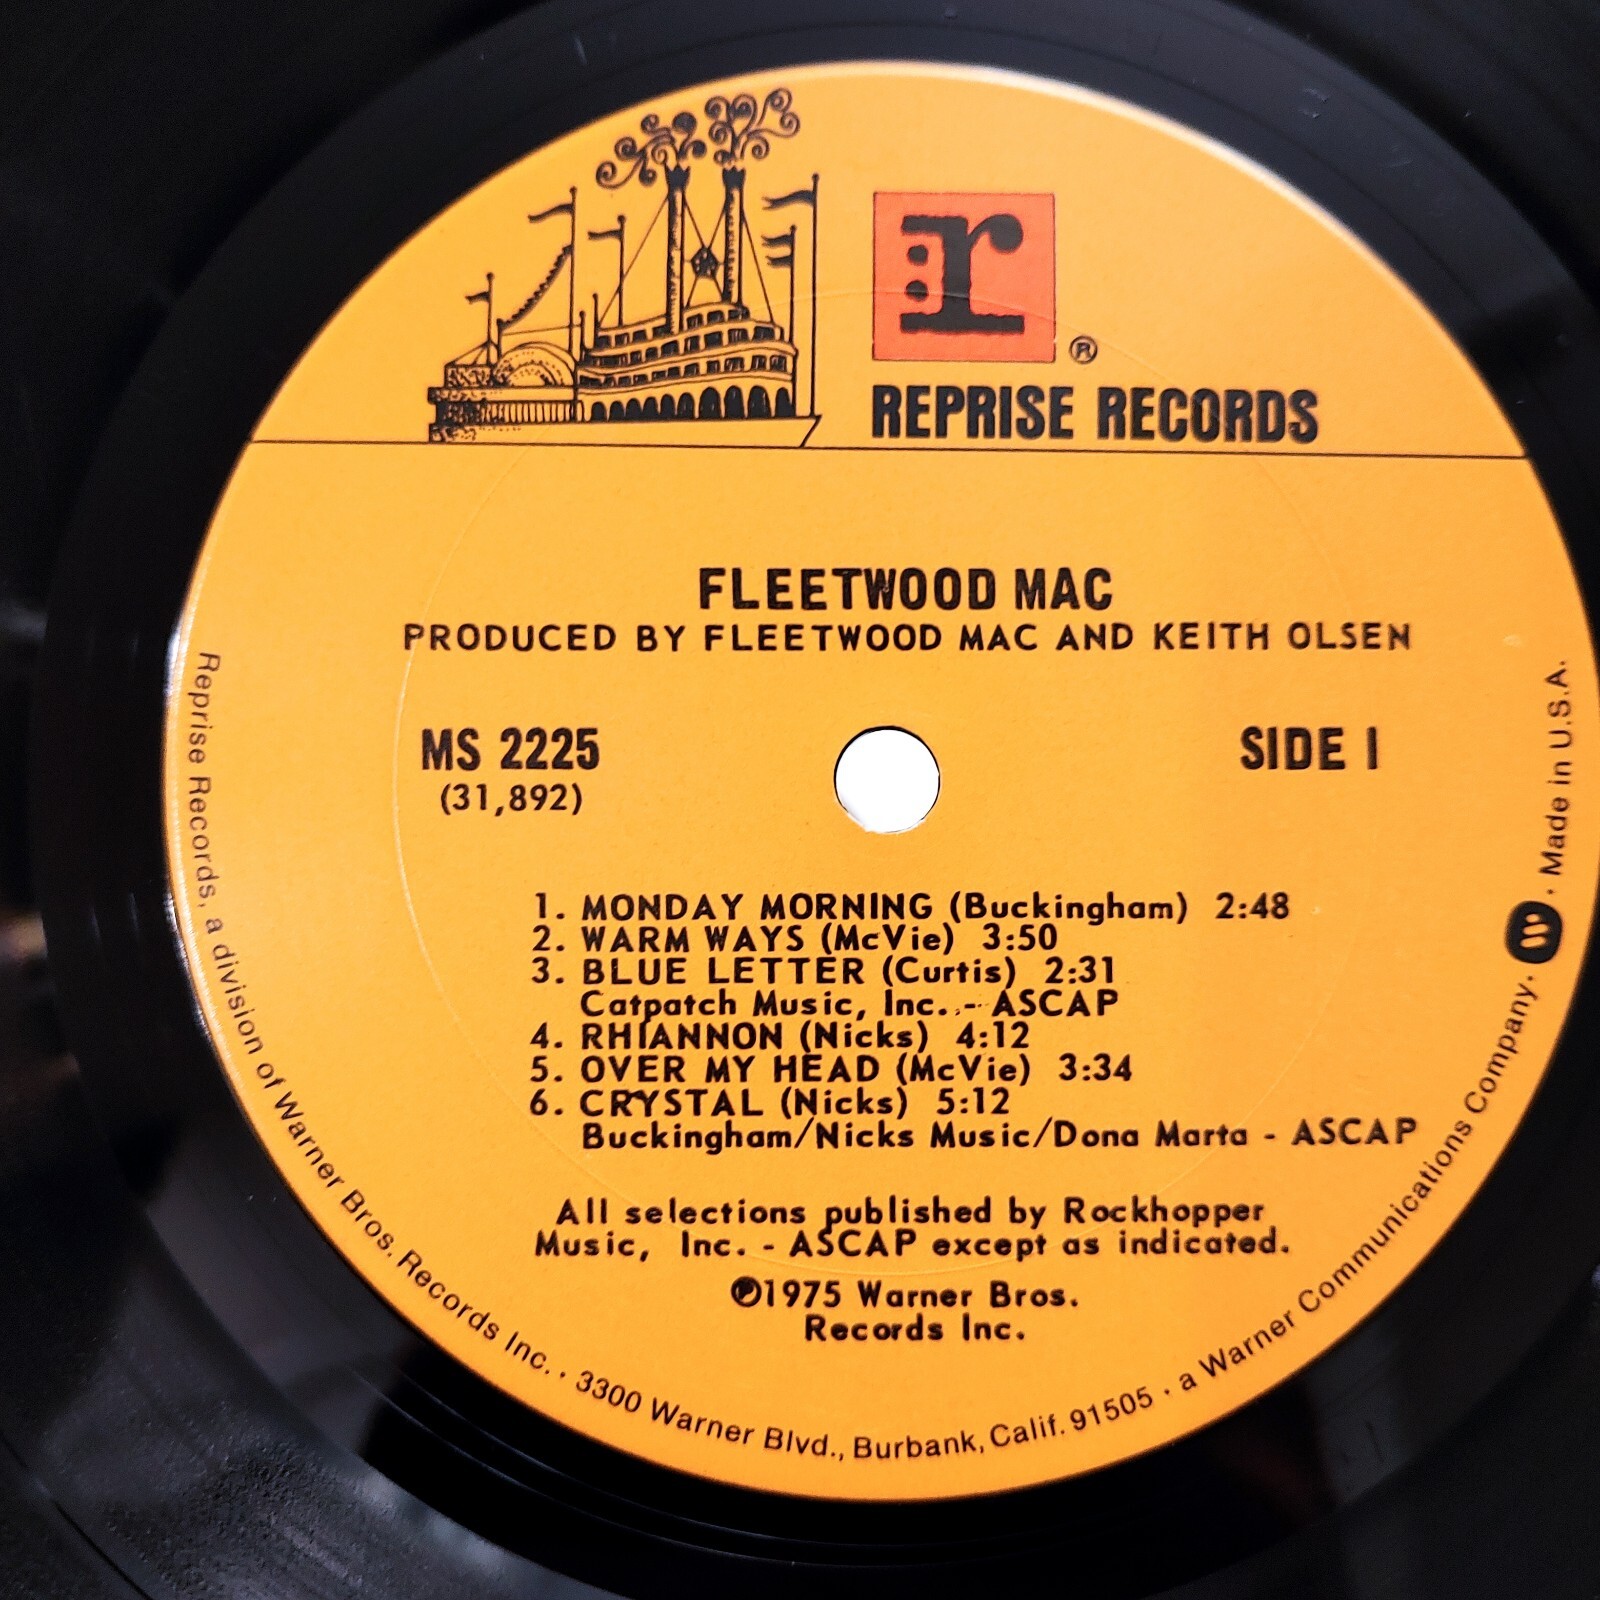 r
®
REPRISE RECORDS
FLEETWOOD MAC
PRODUCED BY FLEETWOOD MAC AND KEITH OLSEN
MS 2225
(31,892)
SIDE 1
1. MONDAY MORNING (Buckingham) 2:48
2. WARM WAYS (McVie) 3:50
3. BLUE LETTER (Curtis) 2:31
Catpatch Music, Inc. - ASCAP
4. RHIANNON (Nicks) 4:12
5. OVER MY HEAD (McVie) 3:34
6. CRYSTAL (Nicks) 5:12
Buckingham/Nicks Music/Dona Marta - ASCAP
All selections published by Rockhopper
Music, Inc. - ASCAP except as indicated.
℗1975 Warner Bros.
Records Inc.
Reprise Records, a division of Warner Bros. Records Inc. · 3300 Warner Blvd., Burbank, Calif. 91505 · a Warner Communications Company · W · Made in U.S.A.